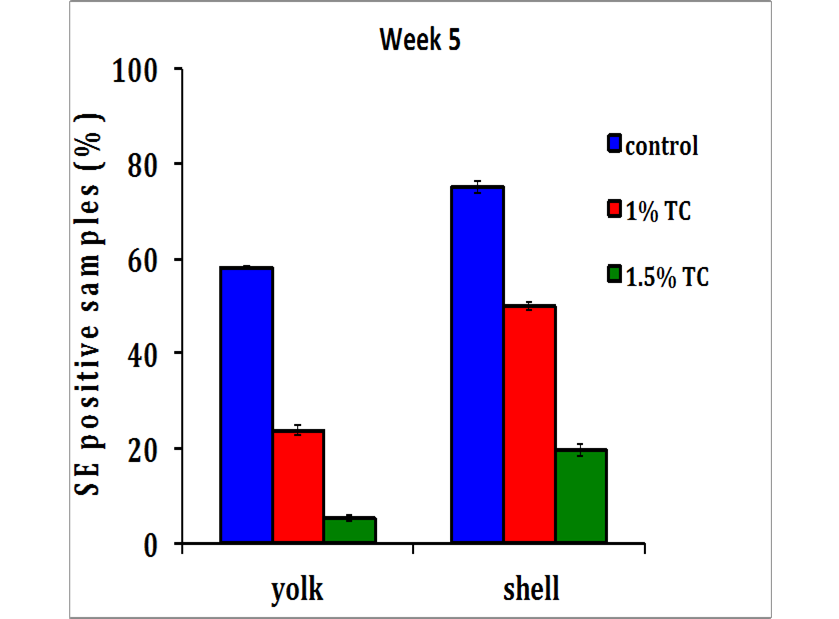 Week 5
SE positive samples (%)
100
80
60
40
20
0
yolk
shell
control
1% TC
1.5% TC